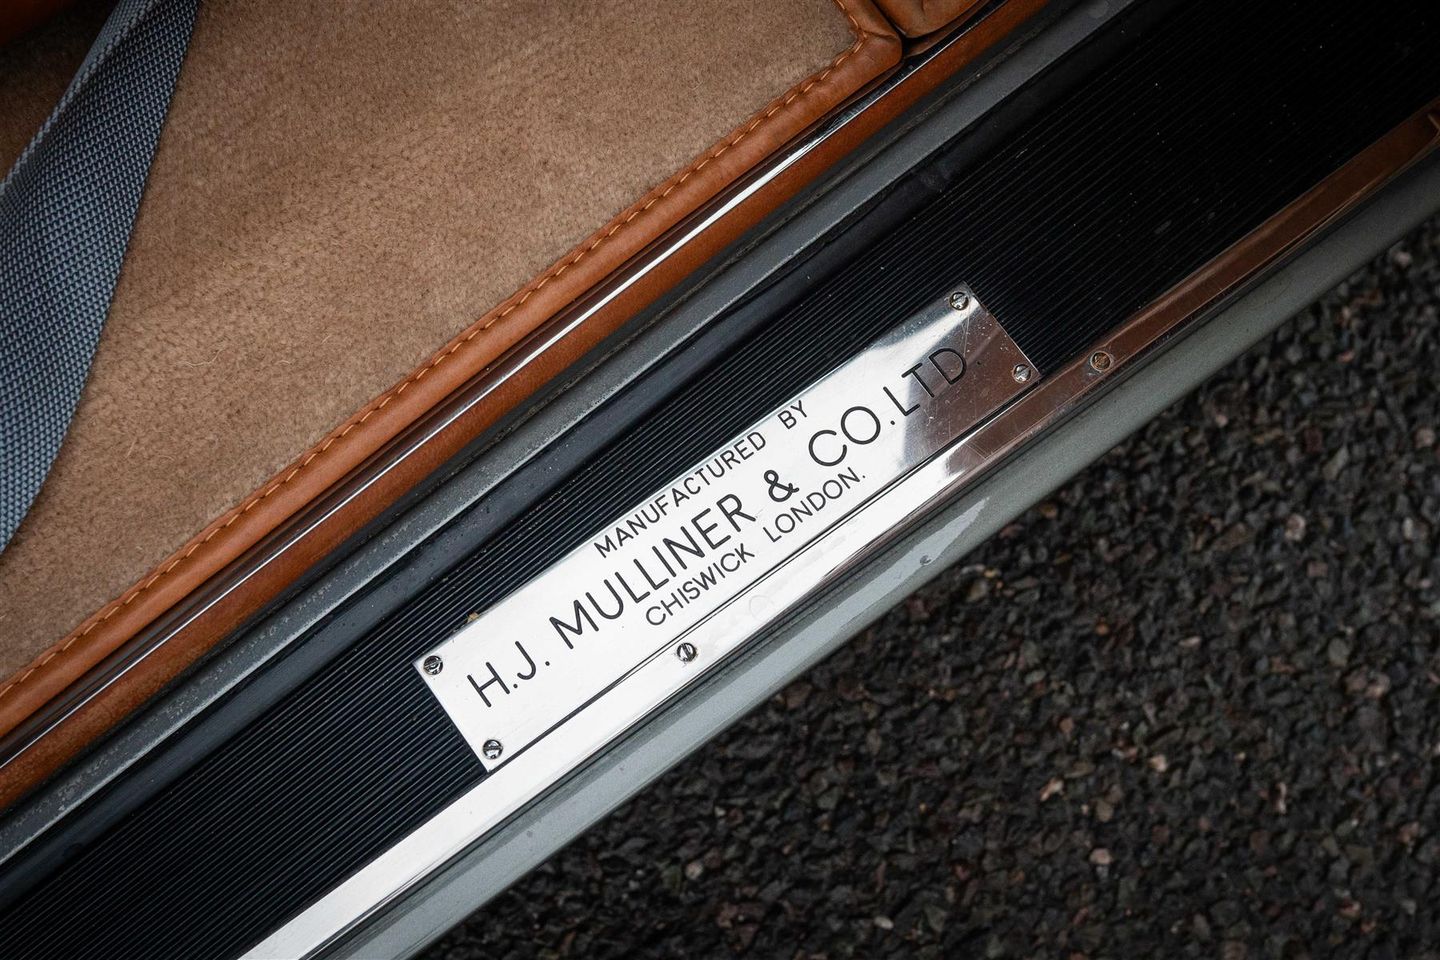 MANUFACTURED BY
H.J. MULLINER & CO.LTD.
CHISWICK LONDON.